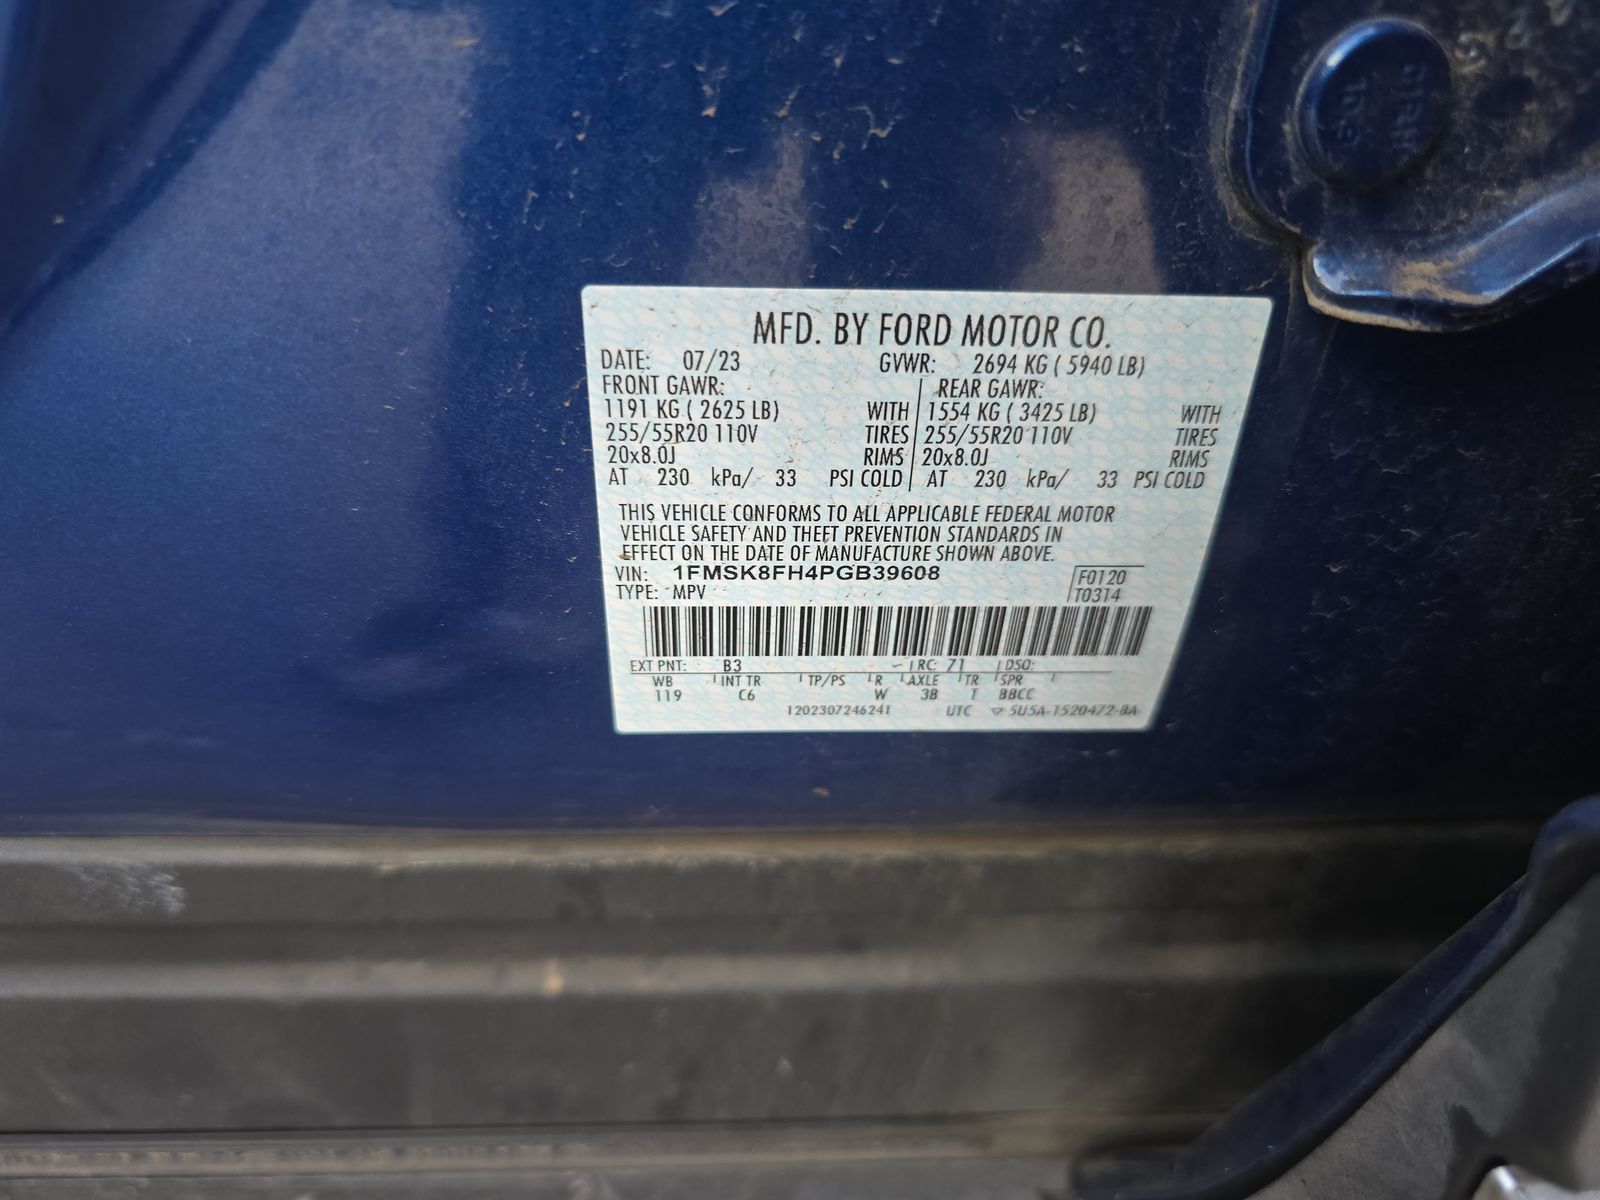 MFD. BY FORD MOTOR CO.
DATE: 07/23 GVWR: 2694 KG ( 5940 LB)
FRONT GAWR: REAR GAWR:
1191 KG ( 2625 LB) WITH 1554 KG ( 3425 LB) WITH
255/55R20 110V TIRES 255/55R20 110V TIRES
20x8.0J RIMS 20x8.0J RIMS
AT 230 kPa/ 33 PSI COLD AT 230 kPa/ 33 PSI COLD
THIS VEHICLE CONFORMS TO ALL APPLICABLE FEDERAL MOTOR
VEHICLE SAFETY AND THEFT PREVENTION STANDARDS IN
EFFECT ON THE DATE OF MANUFACTURE SHOWN ABOVE.
VIN: 1FMSK8FH4PGB39608 F0120
TYPE: MPV T0314
EXT PNT: B3 RC: 71 DSO:
WB INT TR TP/PS R AXLE TR SPR
119 C6 W 3B T BBCC
1202307246241 UTC ▽ 5U5A-1520472-BA